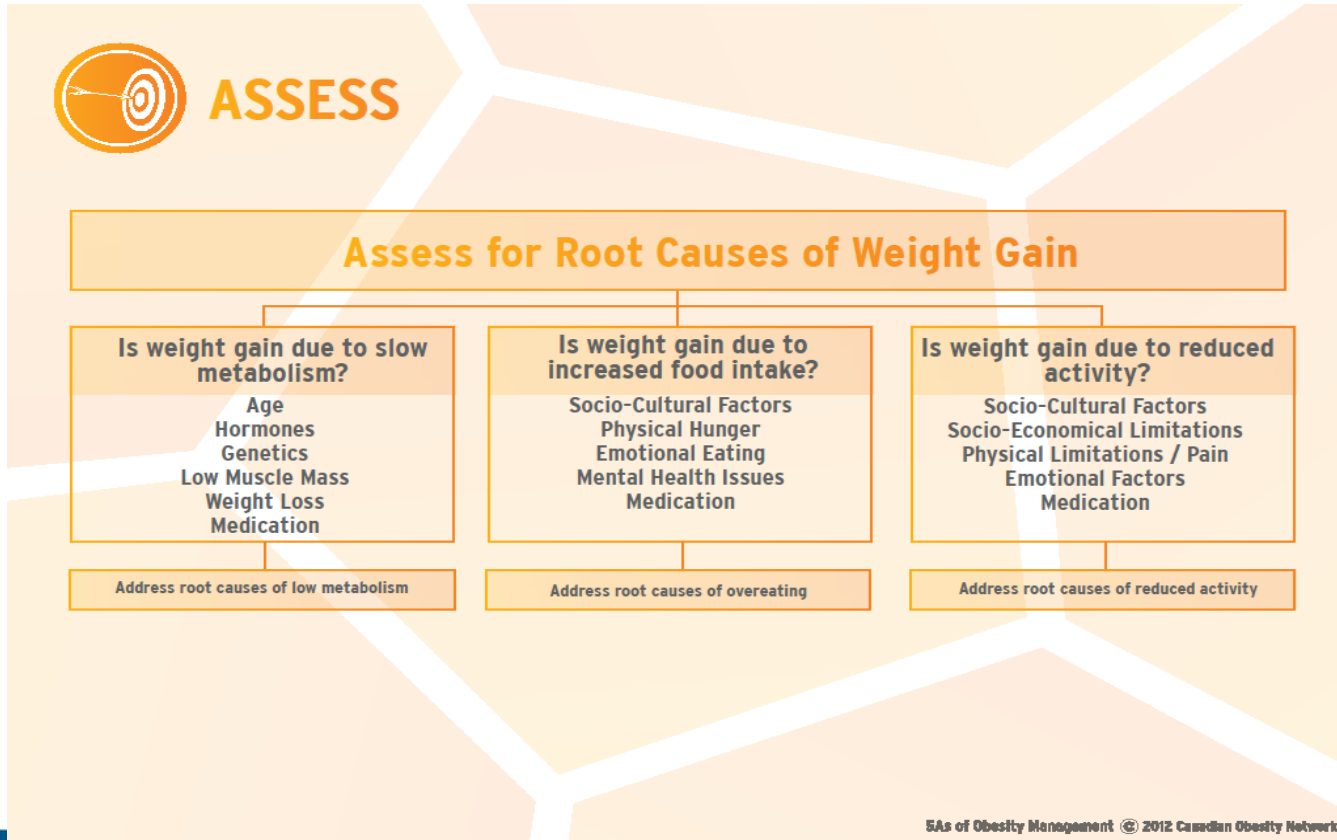 ASSESS
Assess for Root Causes of Weight Gain
Is weight gain due to slow
metabolism?
Age
Hormones
Genetics
Low Muscle Mass
Weight Loss
Medication
Address root causes of low metabolism
Is weight gain due to
increased food intake?
Socio-Cultural Factors
Physical Hunger
Emotional Eating
Mental Health Issues
Medication
Address root causes of overeating
Is weight gain due to reduced
activity?
Socio-Cultural Factors
Socio-Economical Limitations
Physical Limitations / Pain
Emotional Factors
Medication
Address root causes of reduced activity
5As of Obesity Management © 2012 Canadian Obesity Network